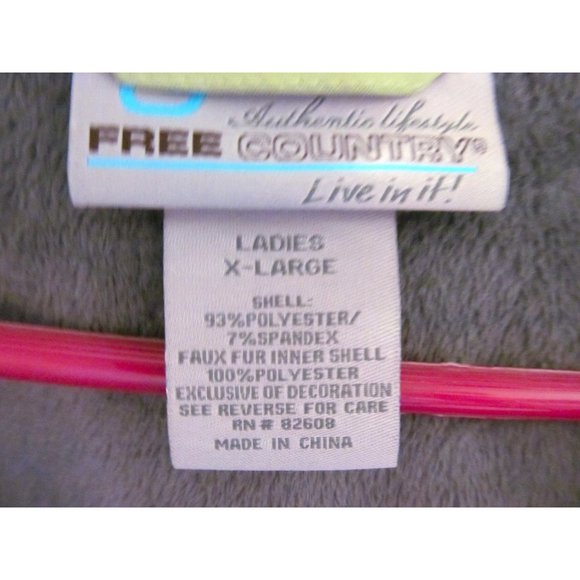 Authentic lifestyle
FREE COUNTRY®
Live in it!
LADIES
X-LARGE
SHELL:
93%POLYESTER/
7%SPANDEX
FAUX FUR INNER SHELL
100%POLYESTER
EXCLUSIVE OF DECORATION
SEE REVERSE FOR CARE
RN# 82608
MADE IN CHINA